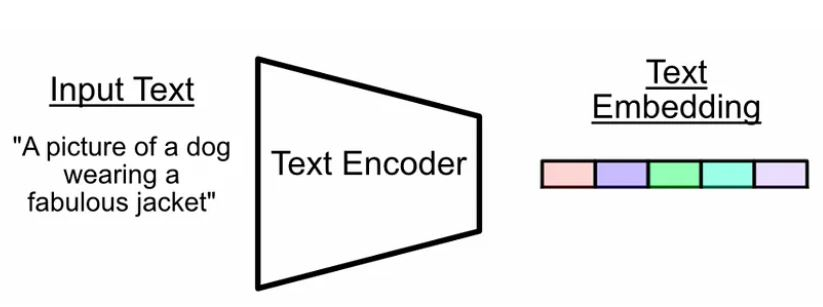 Input Text
"A picture of a dog
wearing a
fabulous jacket"
Text Encoder
Text
Embedding